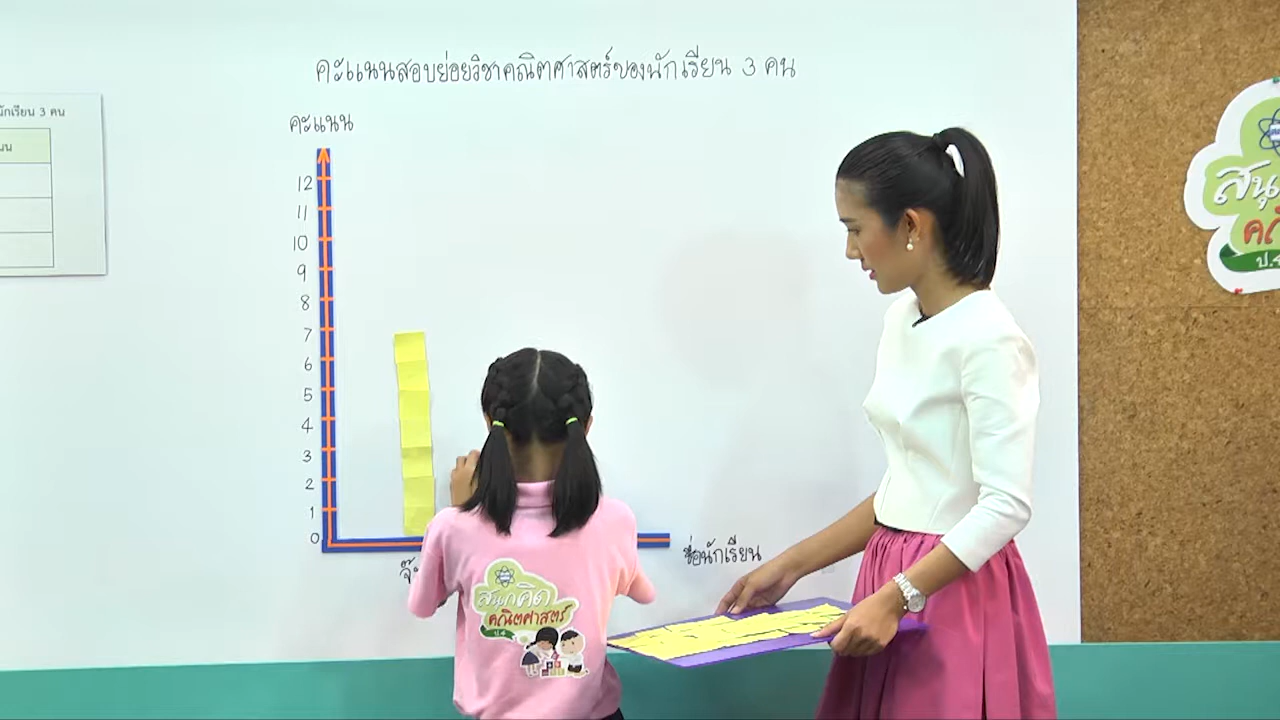 คะแนนสอบย่อยวิชาคณิตศาสตร์ของนักเรียน 3 คน
นักเรียน 3 คน
คะแนน
12
11
10
9
8
7
6
5
4
3
2
1
0
ชื่อนักเรียน
สนุกคิด
คณิตศาสตร์
ป.4